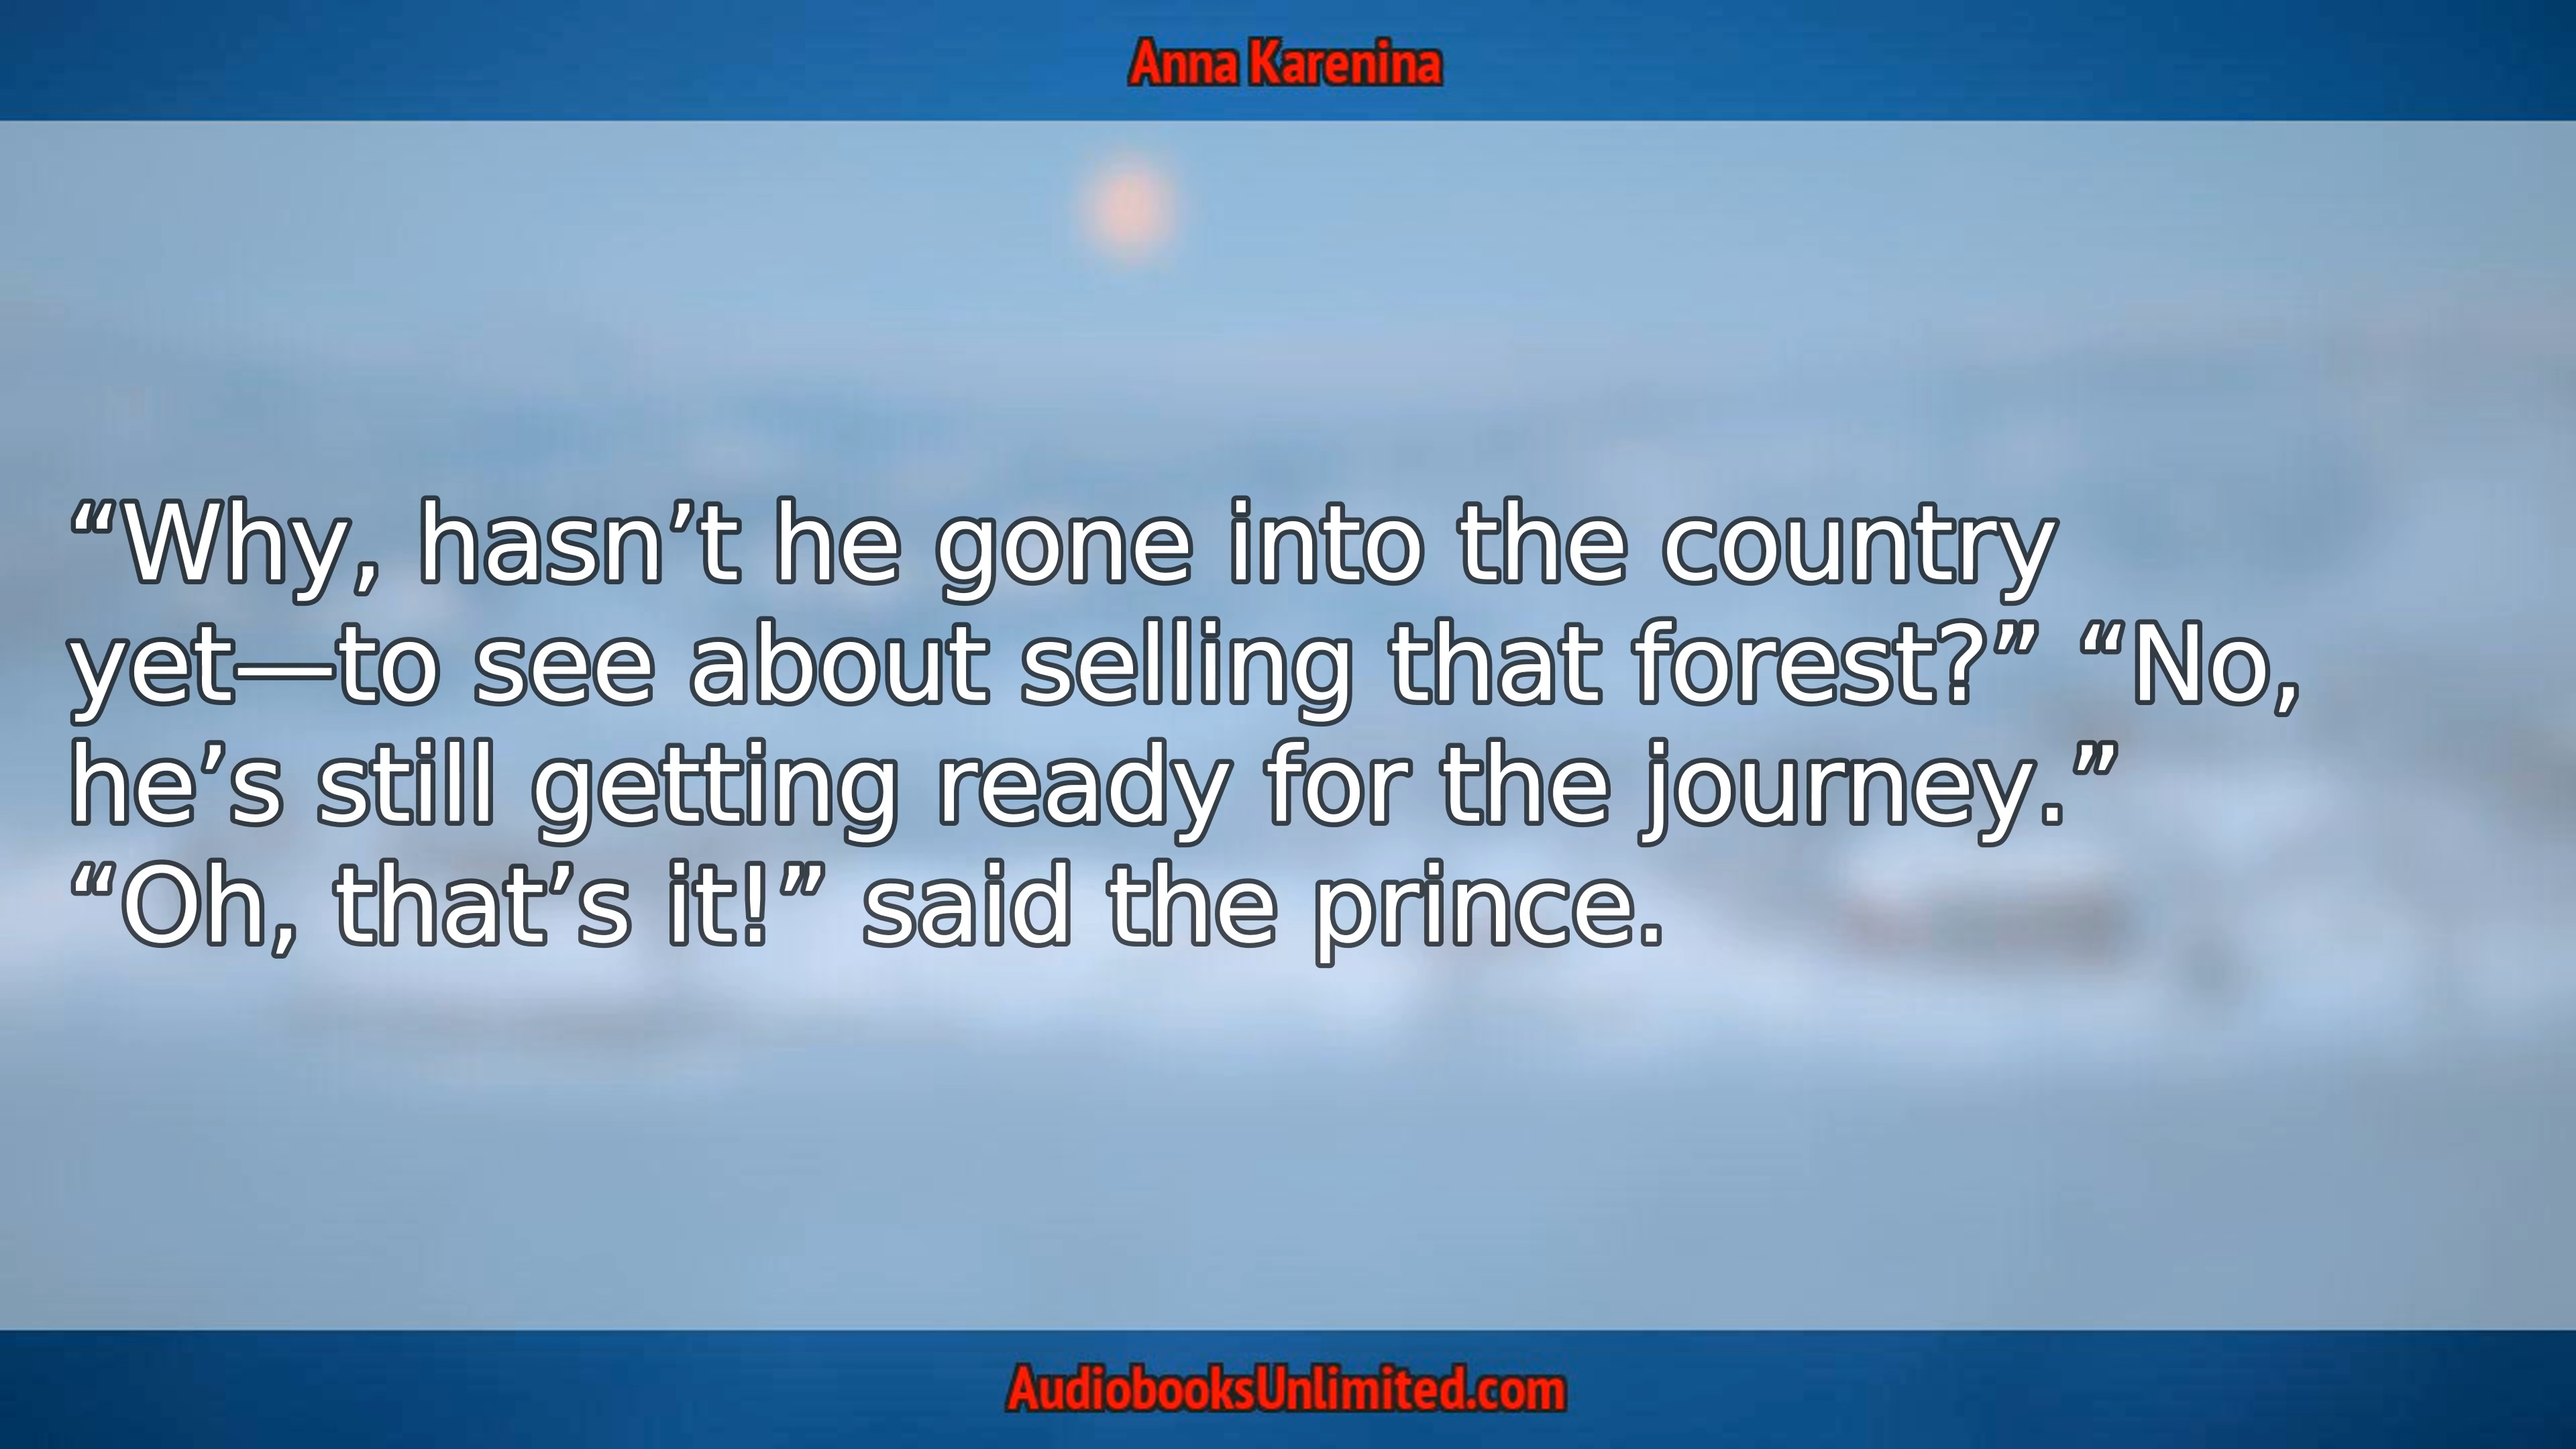 Anna Karenina
“Why, hasn’t he gone into the country
yet—to see about selling that forest?” “No,
he’s still getting ready for the journey.”
“Oh, that’s it!” said the prince.
AudiobooksUnlimited.com